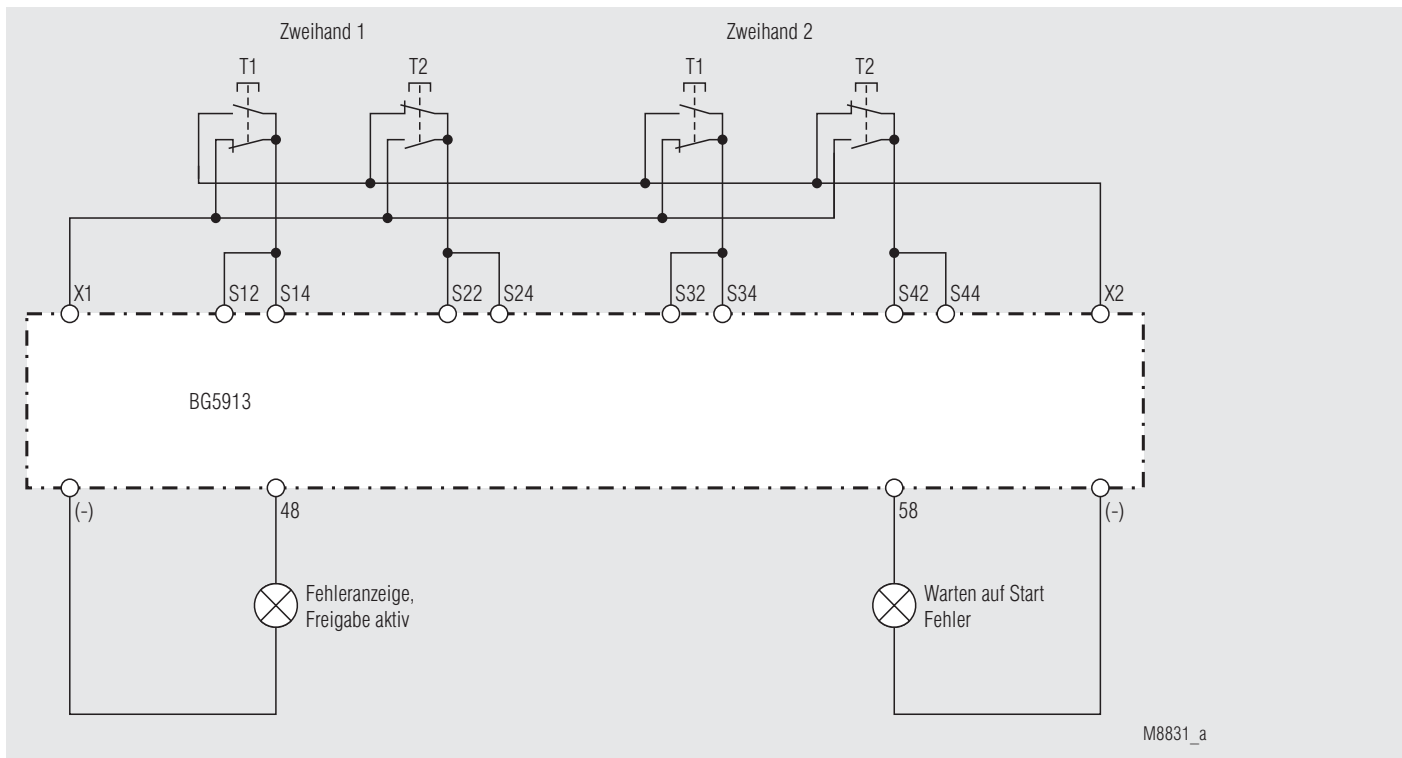 Zweihand 1
Zweihand 2
T1
T2
T1
T2
X1
S12
S14
S22
S24
S32
S34
S42
S44
X2
BG5913
(-)
48
58
(-)
Fehleranzeige,
Freigabe aktiv
Warten auf Start
Fehler
M8831_a